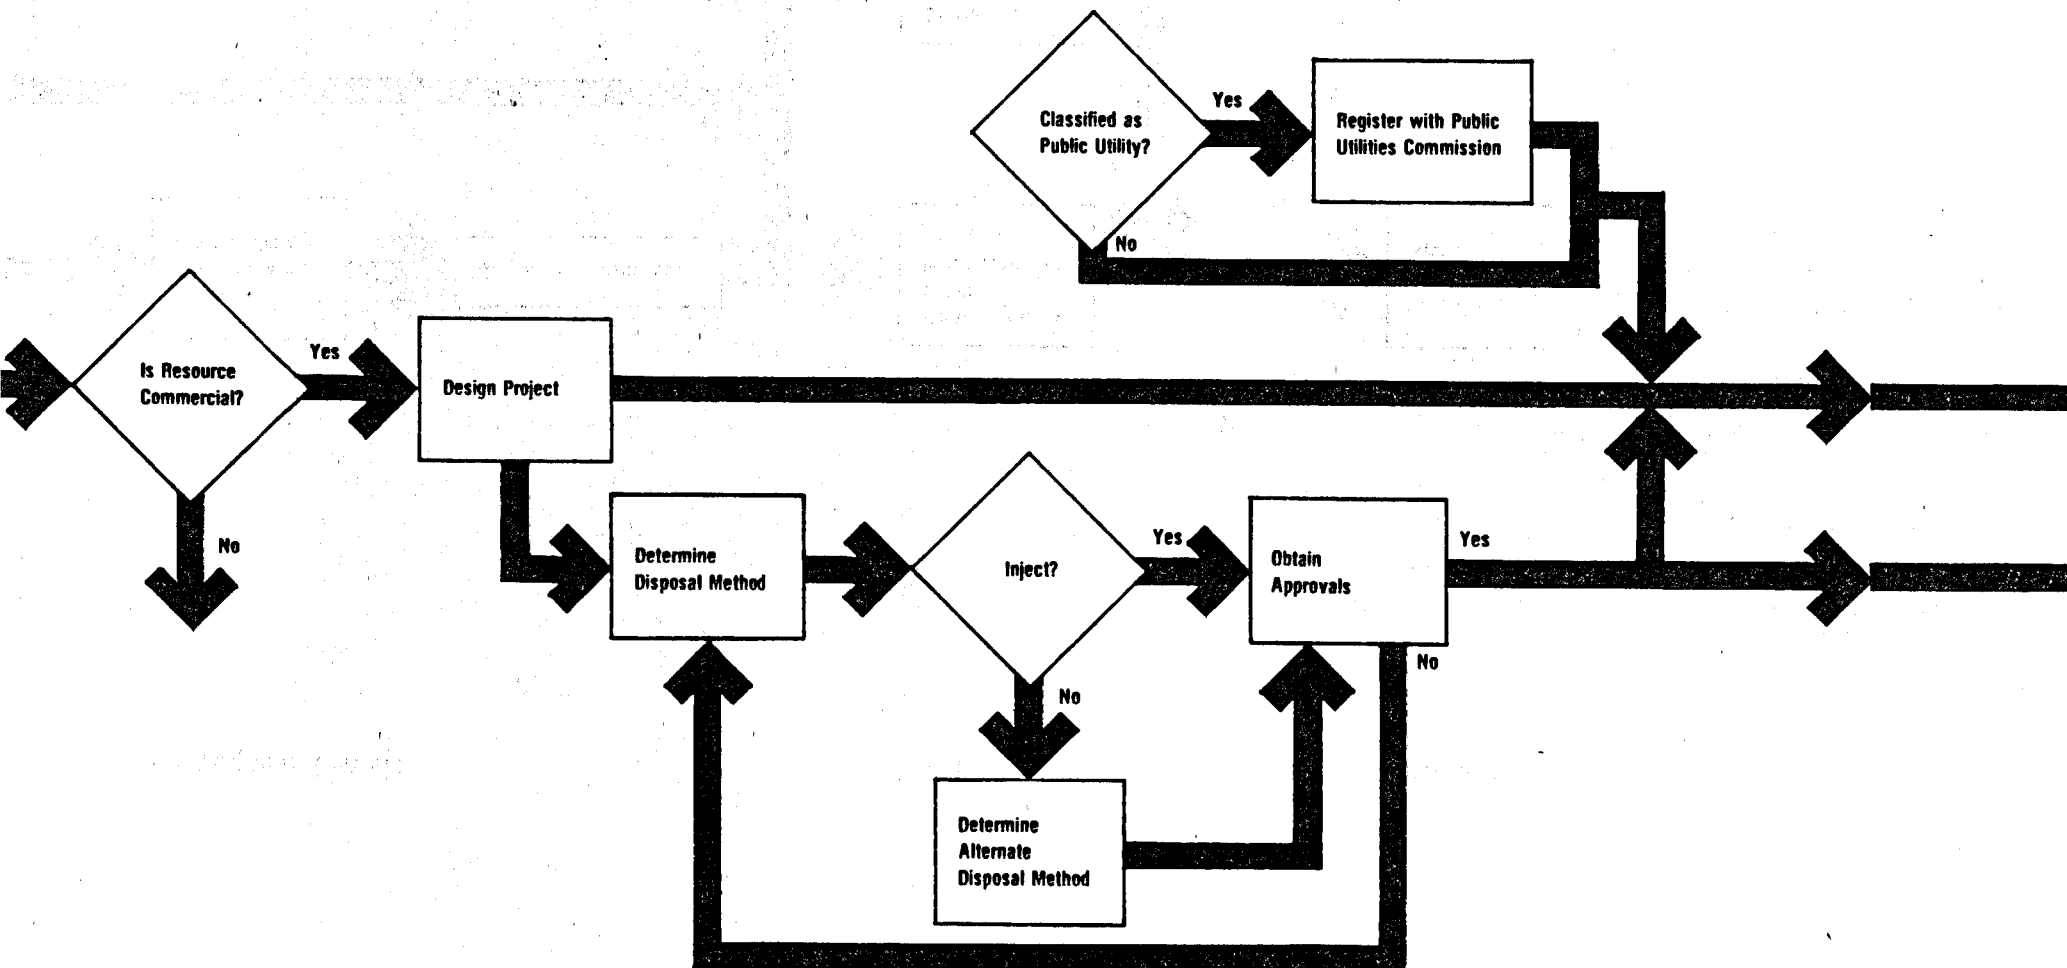 Classified as
Public Utility?
Yes
Register with Public
Utilities Commission
No
Is Resource
Commercial?
Yes
Design Project
No
Determine
Disposal Method
Inject?
Yes
Obtain
Approvals
Yes
No
No
Determine
Alternate
Disposal Method